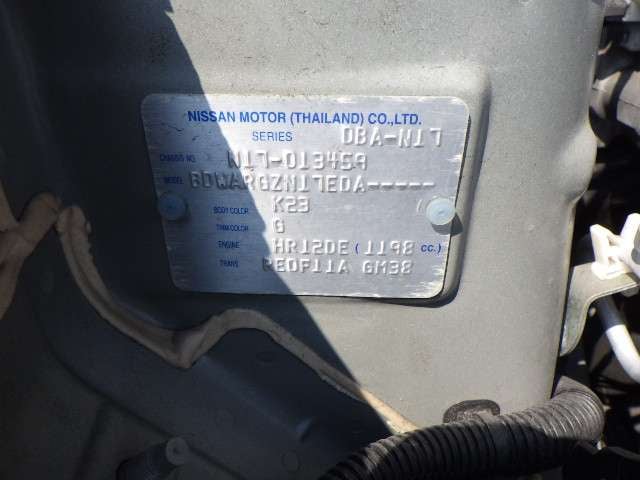 NISSAN MOTOR (THAILAND) CO.,LTD.
SERIES DBA-N17
CHASSIS NO N17-013459
MODEL BDWARGZN17EDA-----
BODY COLOR K23
TRIM COLOR G
ENGINE HR12DE ( 1198 CC.)
TRANS RE0F11A GM38